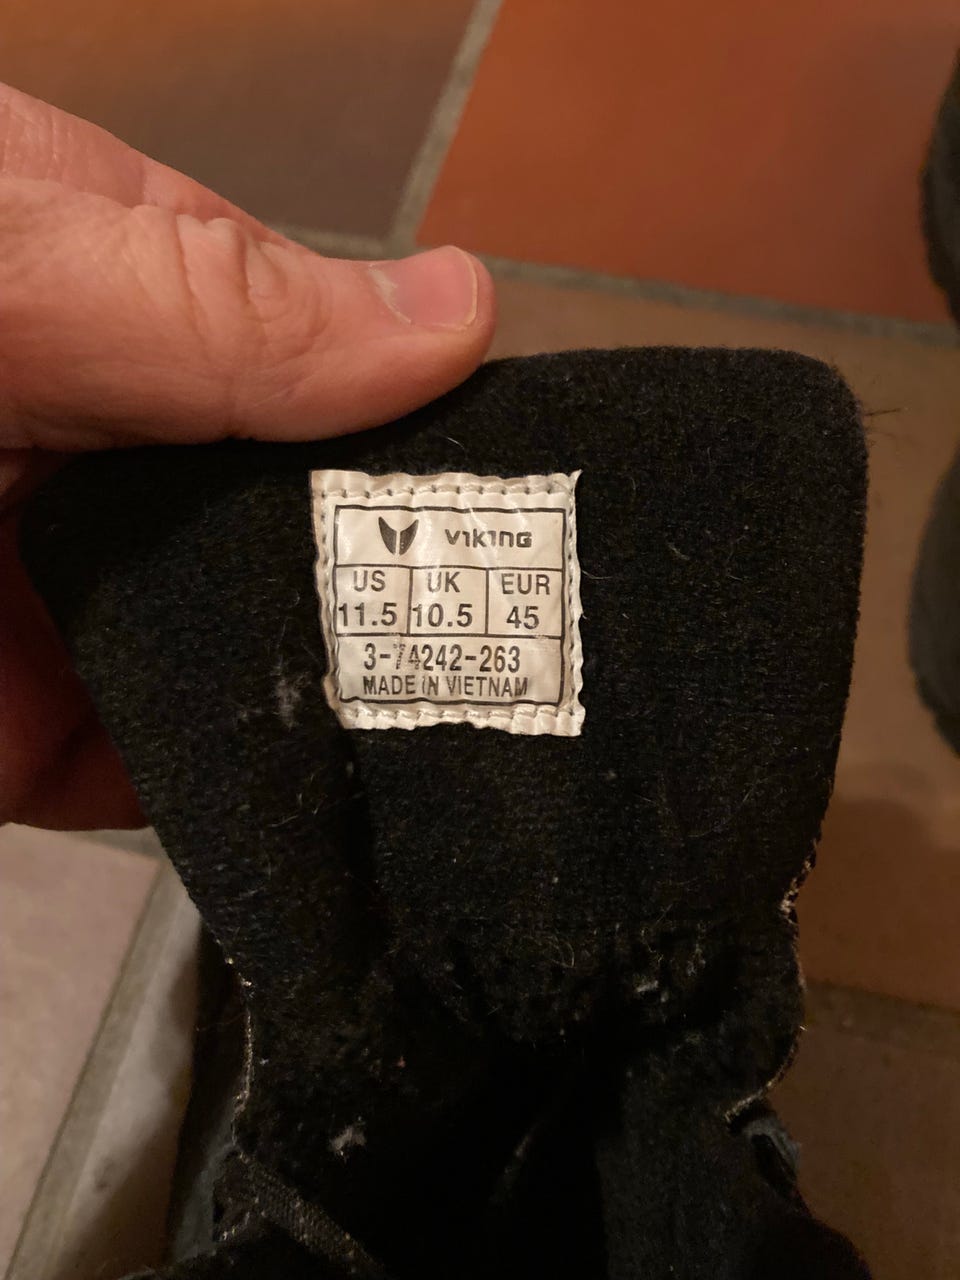 VIKING
US UK EUR
11.5 10.5 45
3-74242-263
MADE IN VIETNAM